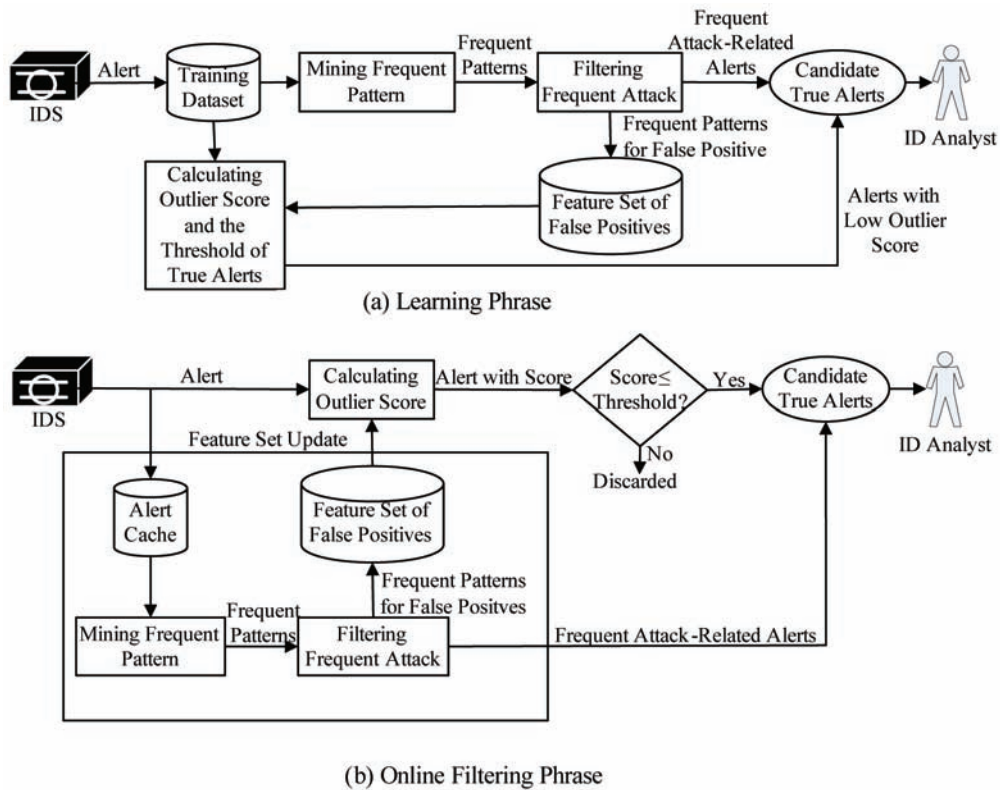 Frequent
Attack-Related
Alerts
Frequent
Patterns
Alert
IDS
Training
Dataset
Mining Frequent
Pattern
Filtering
Frequent Attack
Candidate
True Alerts
ID Analyst
Frequent Patterns
for False Positive
Calculating
Outlier Score
and the
Threshold of
True Alerts
Feature Set of
False Positives
Alerts with
Low Outlier
Score
(a) Learning Phrase
IDS
Alert
Calculating
Outlier Score
Alert with Score
Score≤
Threshold?
Yes
Candidate
True Alerts
ID Analyst
No
Discarded
Feature Set Update
Alert
Cache
Feature Set of
False Positives
Frequent Patterns
for False Positves
Mining Frequent
Pattern
Frequent
Patterns
Filtering
Frequent Attack
Frequent Attack-Related Alerts
(b) Online Filtering Phrase